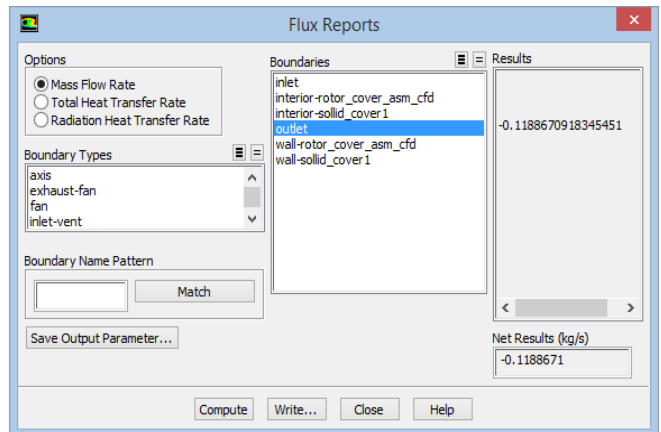 Flux Reports
Options
Mass Flow Rate
Total Heat Transfer Rate
Radiation Heat Transfer Rate
Boundary Types
axis
exhaust-fan
fan
inlet-vent
Boundary Name Pattern
Match
Save Output Parameter...
Boundaries
inlet
interior-rotor_cover_asm_cfd
interior-sollid_cover1
outlet
wall-rotor_cover_asm_cfd
wall-sollid_cover1
Results
-0.1188670918345451
Net Results (kg/s)
-0.1188671
Compute
Write...
Close
Help